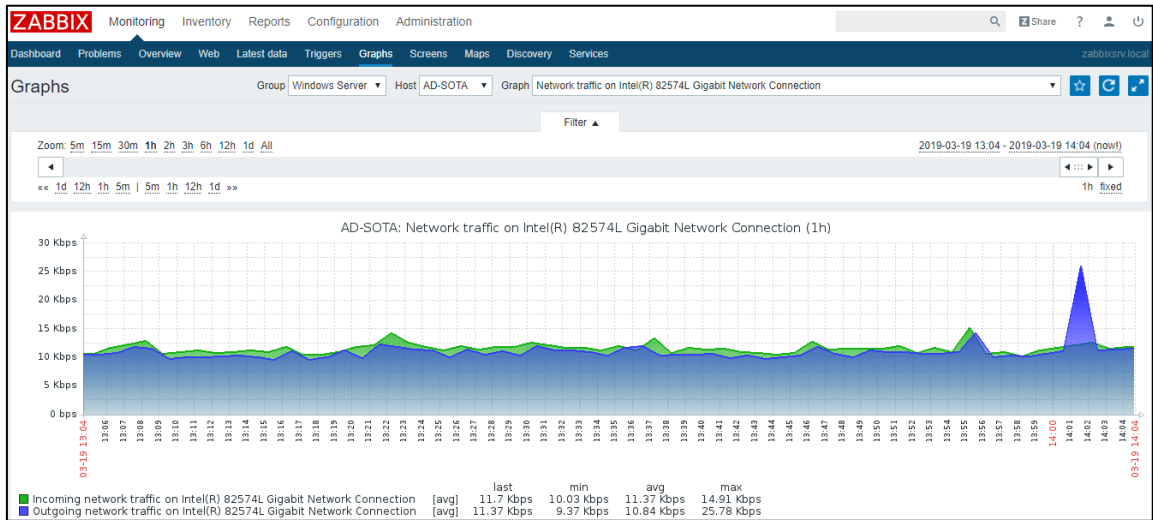 ZABBIX Monitoring Inventory Reports Configuration Administration Z Share ?
Dashboard Problems Overview Web Latest data Triggers Graphs Screens Maps Discovery Services zabbixsrv.local
Graphs Group Windows Server Host AD-SOTA Graph Network traffic on Intel(R) 82574L Gigabit Network Connection
Filter
Zoom: 5m 15m 30m 1h 2h 3h 6h 12h 1d All 2019-03-19 13:04 - 2019-03-19 14:04 (now!)
«« 1d 12h 1h 5m | 5m 1h 12h 1d »» 1h fixed
AD-SOTA: Network traffic on Intel(R) 82574L Gigabit Network Connection (1h)
30 Kbps
25 Kbps
20 Kbps
15 Kbps
10 Kbps
5 Kbps
0 bps
03-19 13:04 13:06 13:07 13:08 13:09 13:10 13:11 13:12 13:13 13:14 13:15 13:16 13:17 13:18 13:19 13:20 13:21 13:22 13:23 13:24 13:25 13:26 13:27 13:28 13:29 13:30 13:31 13:32 13:33 13:34 13:35 13:36 13:37 13:38 13:39 13:40 13:41 13:42 13:43 13:44 13:45 13:46 13:47 13:48 13:49 13:50 13:51 13:52 13:53 13:54 13:55 13:56 13:57 13:58 13:59 14:00 14:01 14:02 14:03 14:04 03-19 14:04
last min avg max
Incoming network traffic on Intel(R) 82574L Gigabit Network Connection [avg] 11.7 Kbps 10.03 Kbps 11.37 Kbps 14.91 Kbps
Outgoing network traffic on Intel(R) 82574L Gigabit Network Connection [avg] 11.37 Kbps 9.37 Kbps 10.84 Kbps 25.78 Kbps